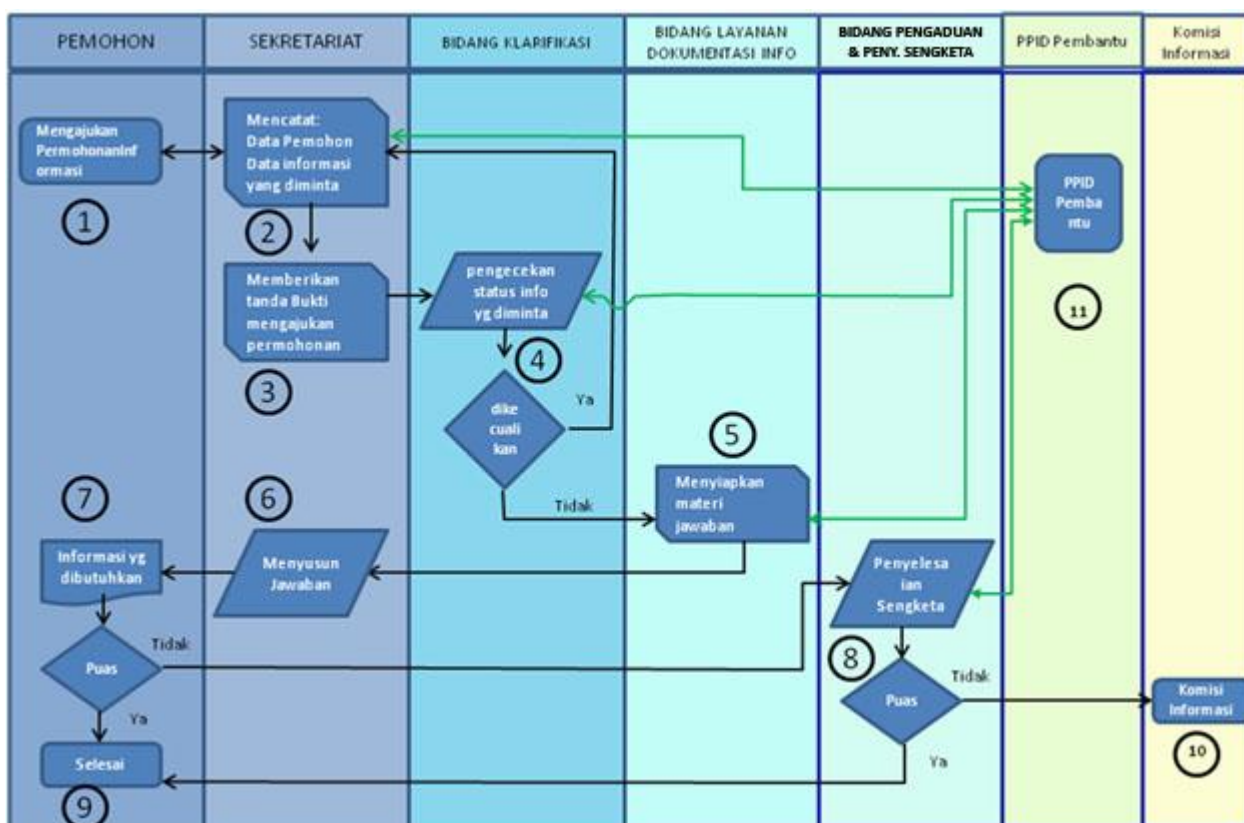 PEMOHON
SEKRETARIAT
BIDANG KLARIFIKASI
BIDANG LAYANAN
DOKUMENTASI INFO
BIDANG PENGADUAN
& PENY. SENGKETA
PPID Pembantu
Komisi
Informasi
Mengajukan
PermohonanInf
ormasi
1
Mencatat:
Data Pemohon
Data informasi
yang diminta
2
PPID
Pemba
ntu
11
Memberikan
tanda Bukti
mengajukan
permohonan
3
pengecekan
status info
yg diminta
4
dike
cuali
kan
Ya
Tidak
5
Menyiapkan
materi
jawaban
6
Menyusun
Jawaban
7
Informasi yg
dibutuhkan
Puas
Tidak
Ya
Penyelesa
ian
Sengketa
8
Puas
Tidak
Ya
Komisi
Informasi
10
Selesai
9